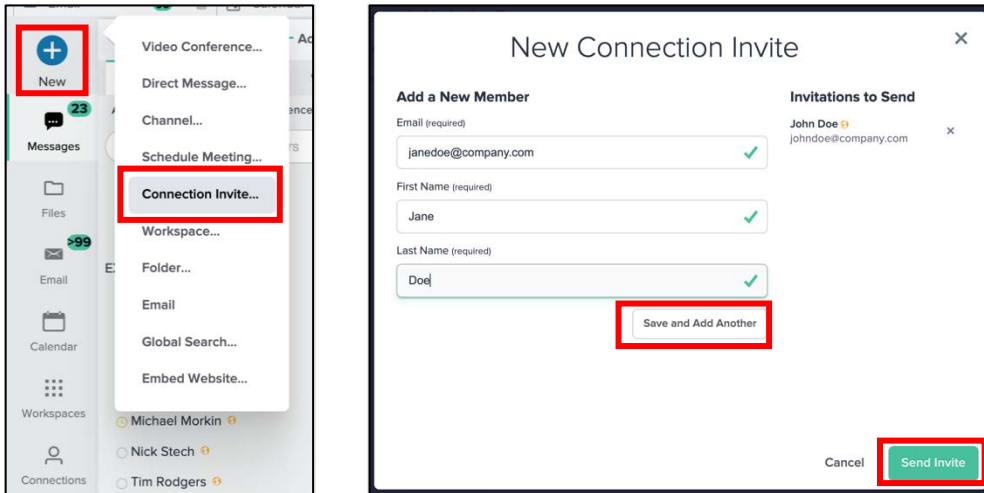 New
Messages
23
Files
Email
>99
Calendar
Workspaces
Connections
Video Conference...
Direct Message...
Channel...
Schedule Meeting...
Connection Invite...
Workspace...
Folder...
Email
Global Search...
Embed Website...
Michael Morkin
Nick Stech
Tim Rodgers
New Connection Invite
Add a New Member
Email (required)
janedoe@company.com
First Name (required)
Jane
Last Name (required)
Doe
Save and Add Another
Invitations to Send
John Doe
johndoe@company.com
Cancel
Send Invite